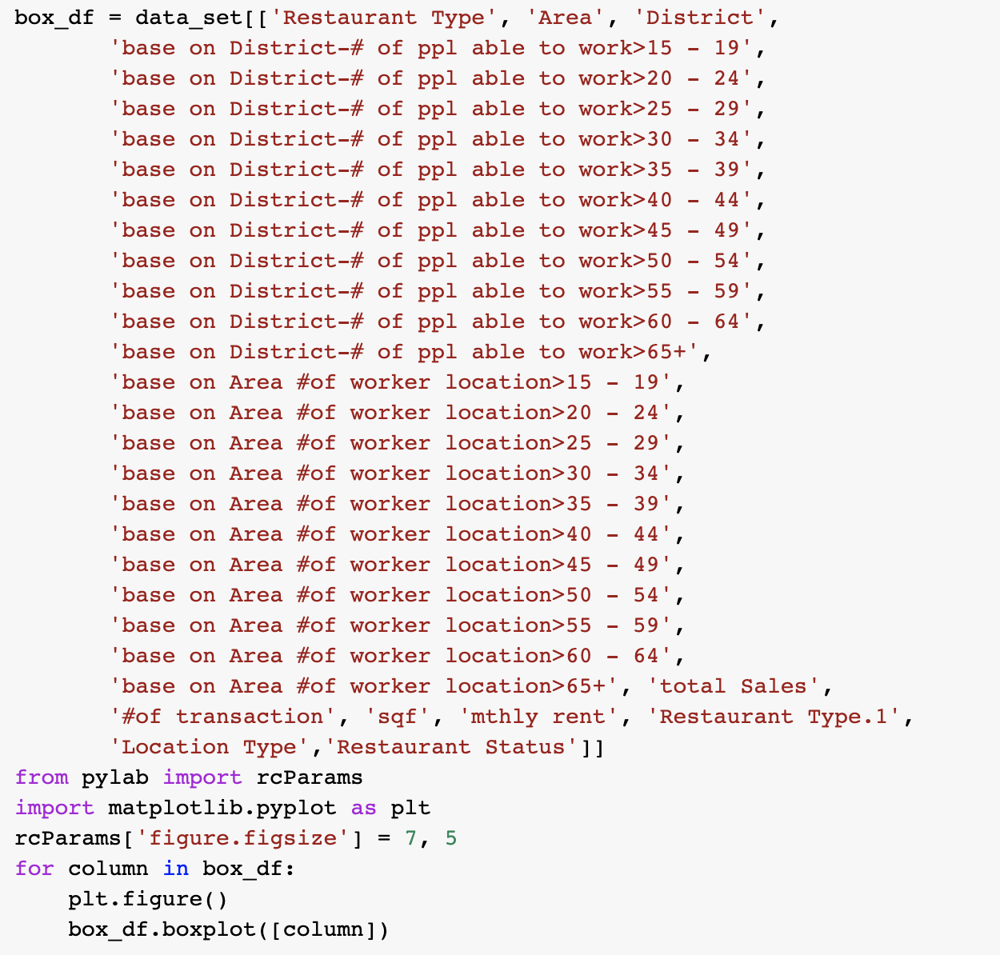 box_df = data_set[['Restaurant Type', 'Area', 'District',
'base on District-# of ppl able to work>15 - 19',
'base on District-# of ppl able to work>20 - 24',
'base on District-# of ppl able to work>25 - 29',
'base on District-# of ppl able to work>30 - 34',
'base on District-# of ppl able to work>35 - 39',
'base on District-# of ppl able to work>40 - 44',
'base on District-# of ppl able to work>45 - 49',
'base on District-# of ppl able to work>50 - 54',
'base on District-# of ppl able to work>55 - 59',
'base on District-# of ppl able to work>60 - 64',
'base on District-# of ppl able to work>65+',
'base on Area #of worker location>15 - 19',
'base on Area #of worker location>20 - 24',
'base on Area #of worker location>25 - 29',
'base on Area #of worker location>30 - 34',
'base on Area #of worker location>35 - 39',
'base on Area #of worker location>40 - 44',
'base on Area #of worker location>45 - 49',
'base on Area #of worker location>50 - 54',
'base on Area #of worker location>55 - 59',
'base on Area #of worker location>60 - 64',
'base on Area #of worker location>65+', 'total Sales',
'#of transaction', 'sqf', 'mthly rent', 'Restaurant Type.1',
'Location Type','Restaurant Status']]
from pylab import rcParams
import matplotlib.pyplot as plt
rcParams['figure.figsize'] = 7, 5
for column in box_df:
    plt.figure()
    box_df.boxplot([column])